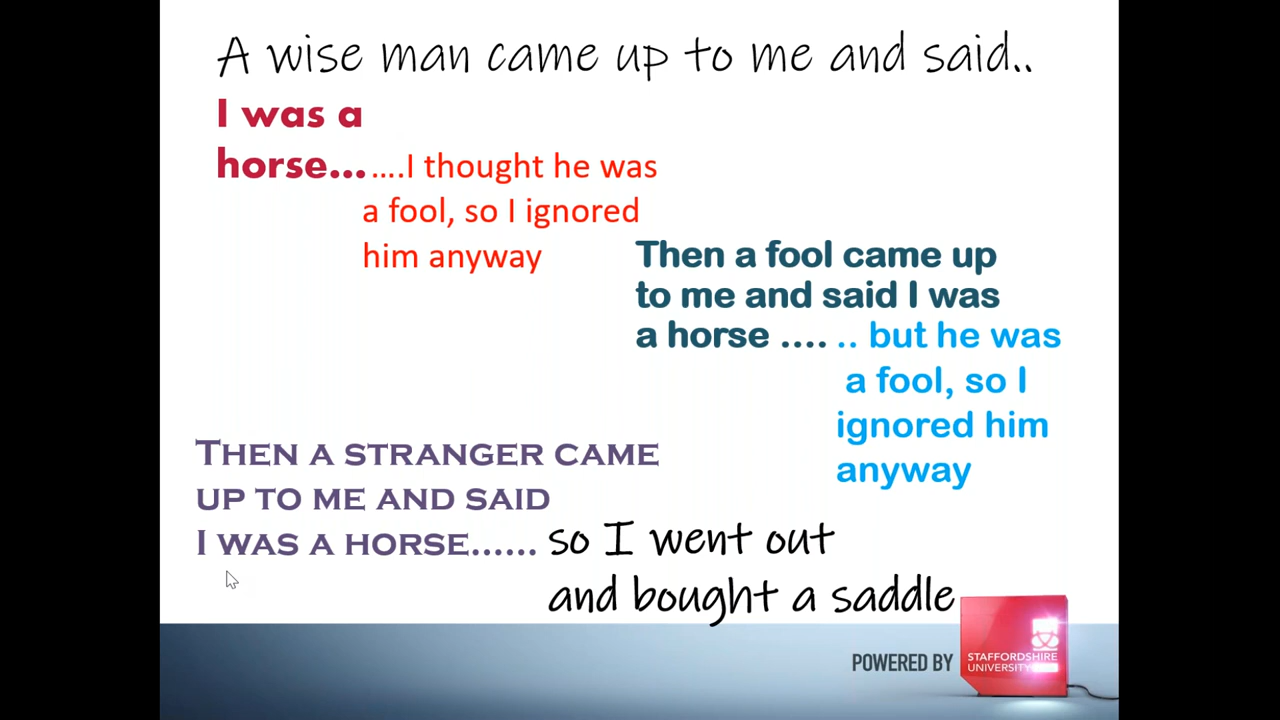 A wise man came up to me and said..
I was a
horse...
....I thought he was
a fool, so I ignored
him anyway
Then a fool came up
to me and said I was
a horse ....
.. but he was
a fool, so I
ignored him
anyway
THEN A STRANGER CAME
UP TO ME AND SAID
I WAS A HORSE......
so I went out
and bought a saddle
POWERED BY
STAFFORDSHIRE
UNIVERSITY